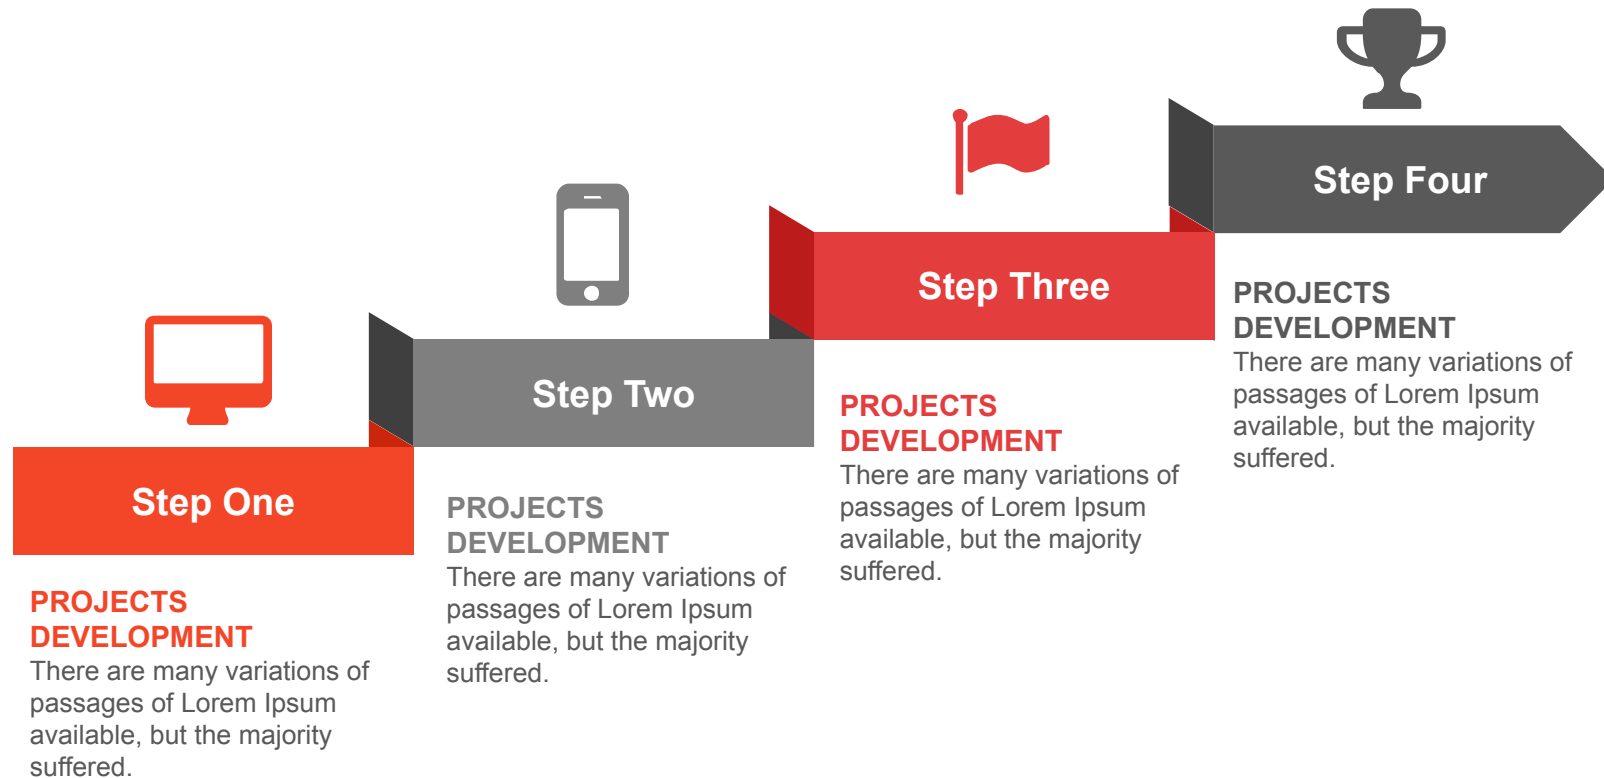 Step One
PROJECTS
DEVELOPMENT
There are many variations of
passages of Lorem Ipsum
available, but the majority
suffered.
Step Two
PROJECTS
DEVELOPMENT
There are many variations of
passages of Lorem Ipsum
available, but the majority
suffered.
Step Three
PROJECTS
DEVELOPMENT
There are many variations of
passages of Lorem Ipsum
available, but the majority
suffered.
Step Four
PROJECTS
DEVELOPMENT
There are many variations of
passages of Lorem Ipsum
available, but the majority
suffered.